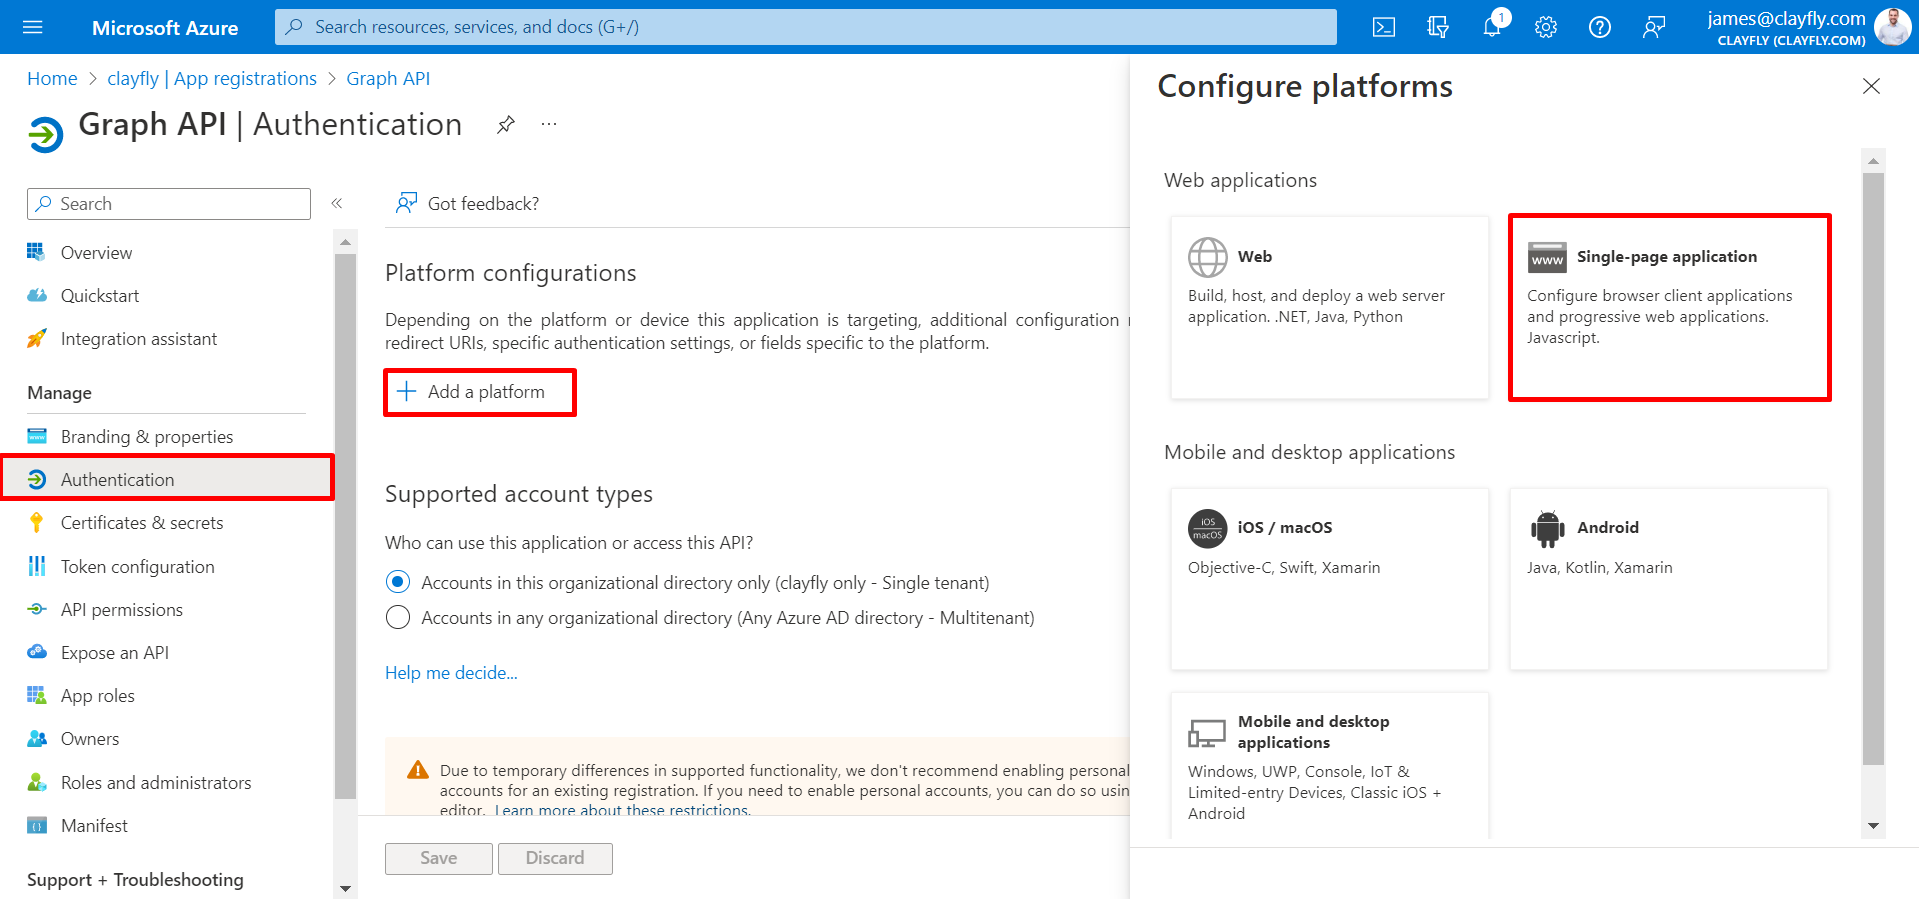 Microsoft Azure
Search resources, services, and docs (G+/)
1
james@clayfly.com
CLAYFLY (CLAYFLY.COM)
Home > clayfly | App registrations > Graph API
Graph API | Authentication
...
Search
«
Overview
Quickstart
Integration assistant
Manage
Branding & properties
Authentication
Certificates & secrets
Token configuration
API permissions
Expose an API
App roles
Owners
Roles and administrators
Manifest
Support + Troubleshooting
Got feedback?
Platform configurations
Depending on the platform or device this application is targeting, additional configuration
redirect URIs, specific authentication settings, or fields specific to the platform.
Add a platform
Supported account types
Who can use this application or access this API?
Accounts in this organizational directory only (clayfly only - Single tenant)
Accounts in any organizational directory (Any Azure AD directory - Multitenant)
Help me decide...
Due to temporary differences in supported functionality, we don't recommend enabling personal
accounts for an existing registration. If you need to enable personal accounts, you can do so usin
editor. Learn more about these restrictions.
Save
Discard
Configure platforms
Web applications
Web
Build, host, and deploy a web server
application. .NET, Java, Python
www
Single-page application
Configure browser client applications
and progressive web applications.
Javascript.
Mobile and desktop applications
iOS
macOS
iOS / macOS
Objective-C, Swift, Xamarin
Android
Java, Kotlin, Xamarin
Mobile and desktop
applications
Windows, UWP, Console, IoT &
Limited-entry Devices, Classic iOS +
Android